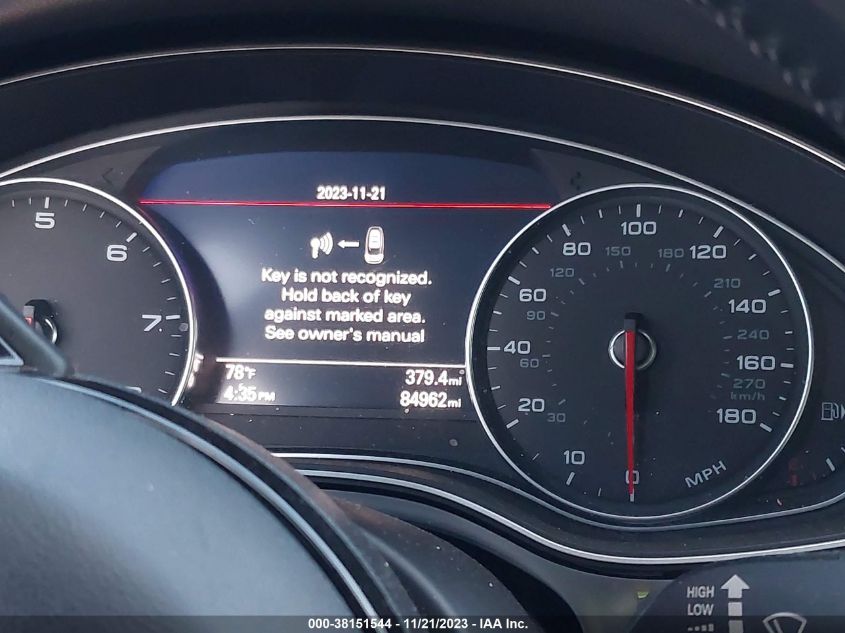 2023-11-21
Key is not recognized.
Hold back of key
against marked area.
See owner's manual
78°F
379.4mi
4:35PM
84962mi
5
6
7
0
10
20
40
60
80
100
120
140
160
180
MPH
30
60
90
120
150
180
210
240
270
km/h
HIGH
LOW
000-38151544 - 11/21/2023 - IAA Inc.